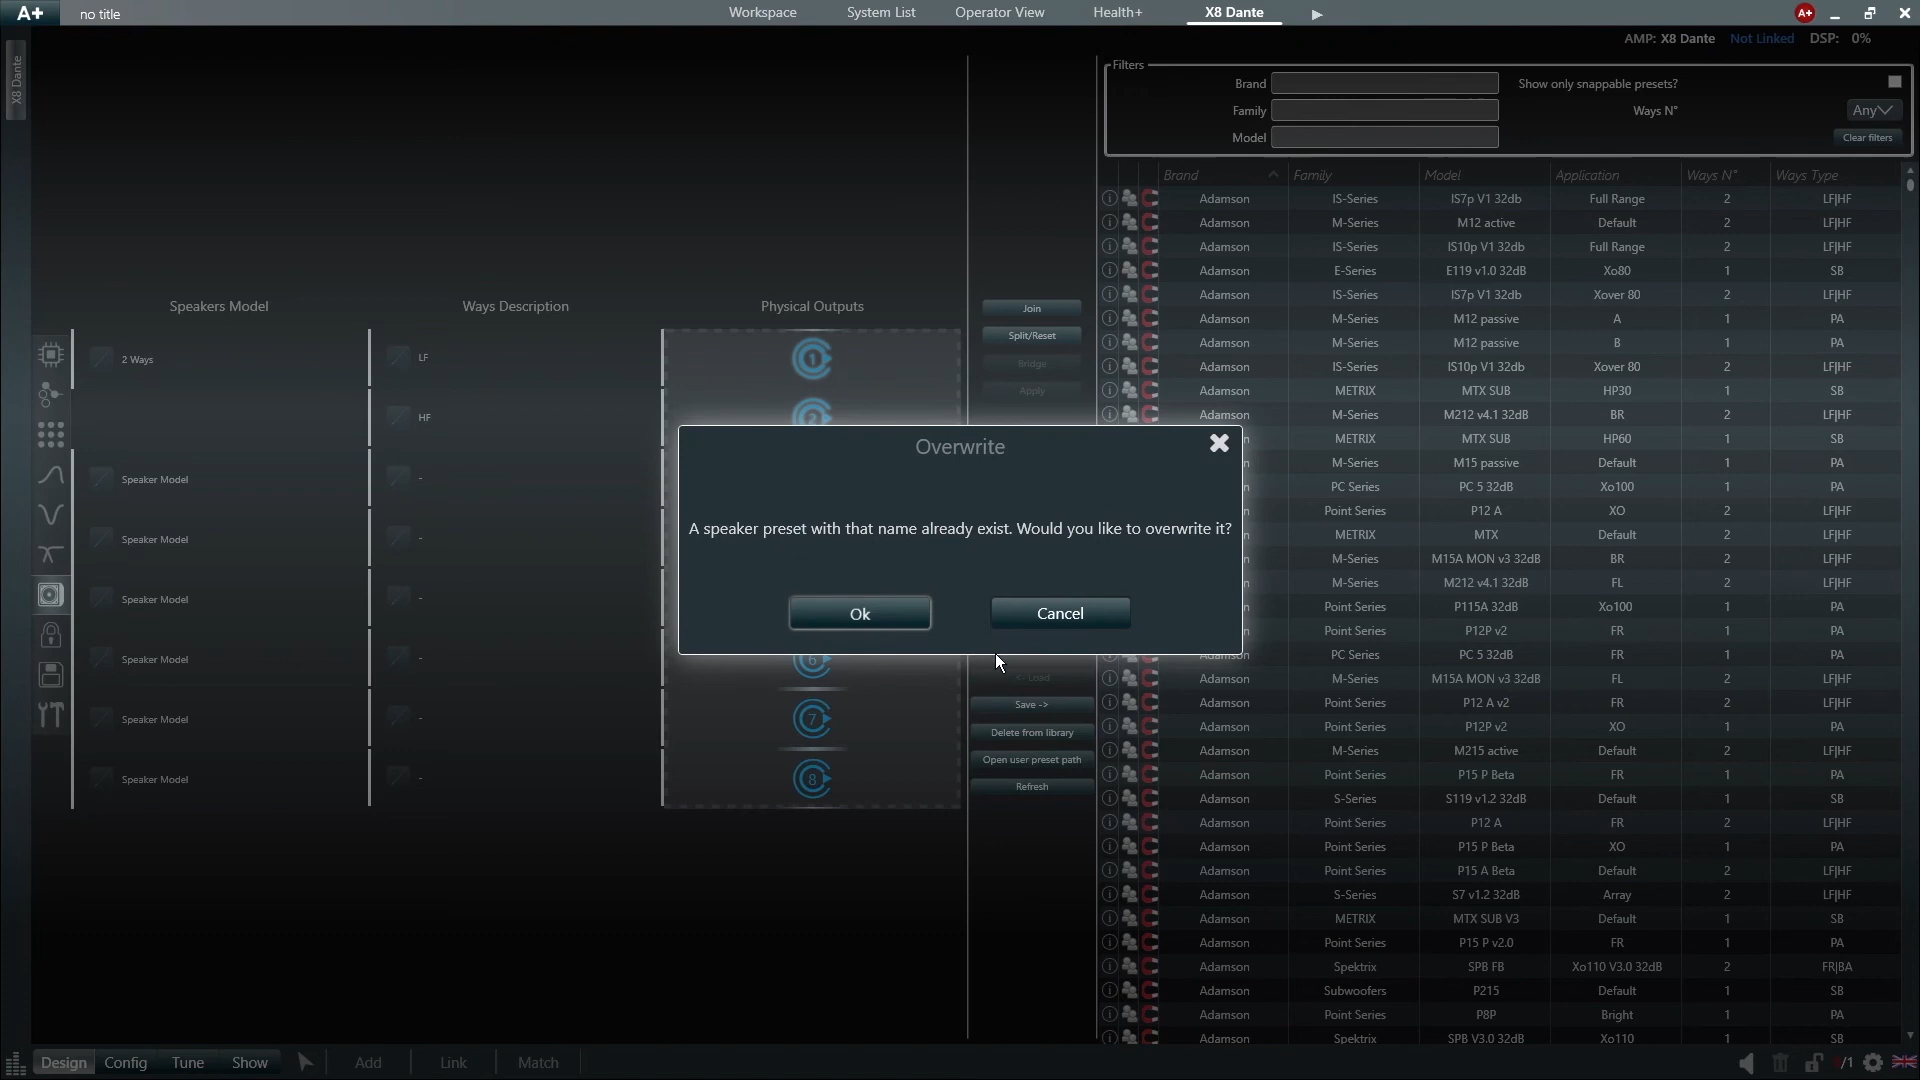 A+ no title Workspace System List Operator View Health+ X8 Dante A+
X8 Dante
AMP: X8 Dante Not Linked DSP: 0%
Filters
Brand Show only snappable presets?
Family Ways N° Any
Model Clear filters
Brand Family Model Application Ways N° Ways Type
Adamson IS-Series IS7p V1 32db Full Range 2 LF|HF
Adamson M-Series M12 active Default 2 LF|HF
Adamson IS-Series IS10p V1 32db Full Range 2 LF|HF
Adamson E-Series E119 v1.0 32dB Xo80 1 SB
Adamson IS-Series IS7p V1 32db Xover 80 2 LF|HF
Adamson M-Series M12 passive A 1 PA
Adamson M-Series M12 passive B 1 PA
Adamson IS-Series IS10p V1 32db Xover 80 2 LF|HF
Adamson METRIX MTX SUB HP30 1 SB
Adamson M-Series M212 v4.1 32dB BR 2 LF|HF
METRIX MTX SUB HP60 1 SB
M-Series M15 passive Default 1 PA
PC Series PC 5 32dB Xo100 1 PA
Point Series P12 A XO 2 LF|HF
METRIX MTX Default 2 LF|HF
M-Series M15A MON v3 32dB BR 2 LF|HF
M-Series M212 v4.1 32dB FL 2 LF|HF
Point Series P115A 32dB Xo100 1 PA
Point Series P12P v2 FR 1 PA
Adamson PC Series PC 5 32dB FR 1 PA
Adamson M-Series M15A MON v3 32dB FL 2 LF|HF
Adamson Point Series P12 A v2 FR 2 LF|HF
Adamson Point Series P12P v2 XO 1 PA
Adamson M-Series M215 active Default 2 LF|HF
Adamson Point Series P15 P Beta FR 1 PA
Adamson S-Series S119 v1.2 32dB Default 1 SB
Adamson Point Series P12 A FR 2 LF|HF
Adamson Point Series P15 P Beta XO 1 PA
Adamson Point Series P15 A Beta Default 2 LF|HF
Adamson S-Series S7 v1.2 32dB Array 2 LF|HF
Adamson METRIX MTX SUB V3 Default 1 SB
Adamson Point Series P15 P v2.0 FR 1 PA
Adamson Spektrix SPB FB Xo110 V3.0 32dB 2 FR|BA
Adamson Subwoofers P215 Default 1 SB
Adamson Point Series P8P Bright 1 PA
Adamson Spektrix SPB V3.0 32dB Xo110 1 SB
Speakers Model Ways Description Physical Outputs
2 Ways LF 1
HF 2
Speaker Model -
Speaker Model -
Speaker Model -
Speaker Model - 6
Speaker Model - 7
Speaker Model - 8
Join
Split/Reset
Bridge
Apply
Overwrite
A speaker preset with that name already exist. Would you like to overwrite it?
Ok Cancel
<- Load
Save ->
Delete from library
Open user preset path
Refresh
Design Config Tune Show Add Link Match /1